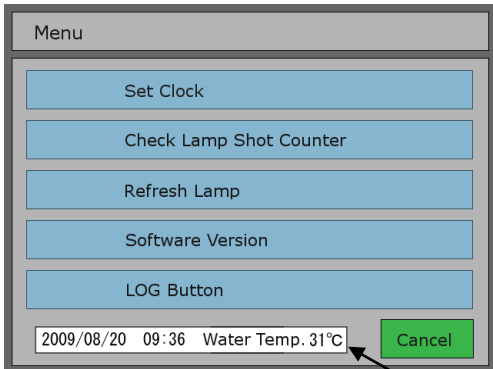 Menu
Set Clock
Check Lamp Shot Counter
Refresh Lamp
Software Version
LOG Button
2009/08/20 09:36 Water Temp. 31℃ Cancel